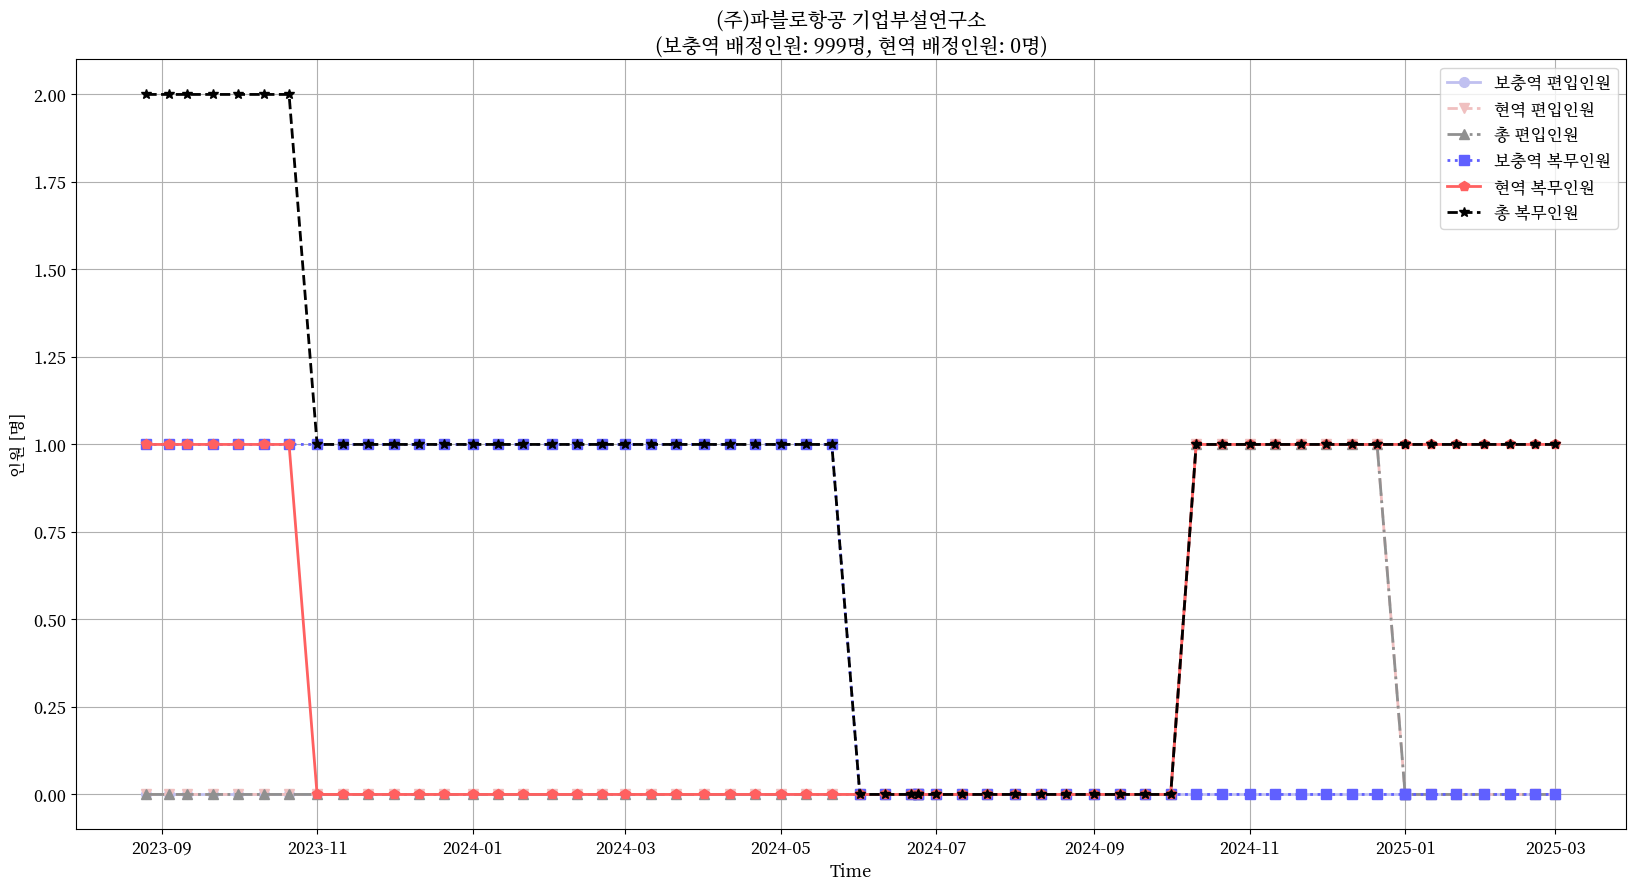 (주)파블로항공 기업부설연구소
(보충역 배정인원: 999명, 현역 배정인원: 0명)
보충역 편입인원
현역 편입인원
총 편입인원
보충역 복무인원
현역 복무인원
총 복무인원
인원 [명]
2.00
1.75
1.50
1.25
1.00
0.75
0.50
0.25
0.00
2023-09
2023-11
2024-01
2024-03
2024-05
2024-07
2024-09
2024-11
2025-01
2025-03
Time